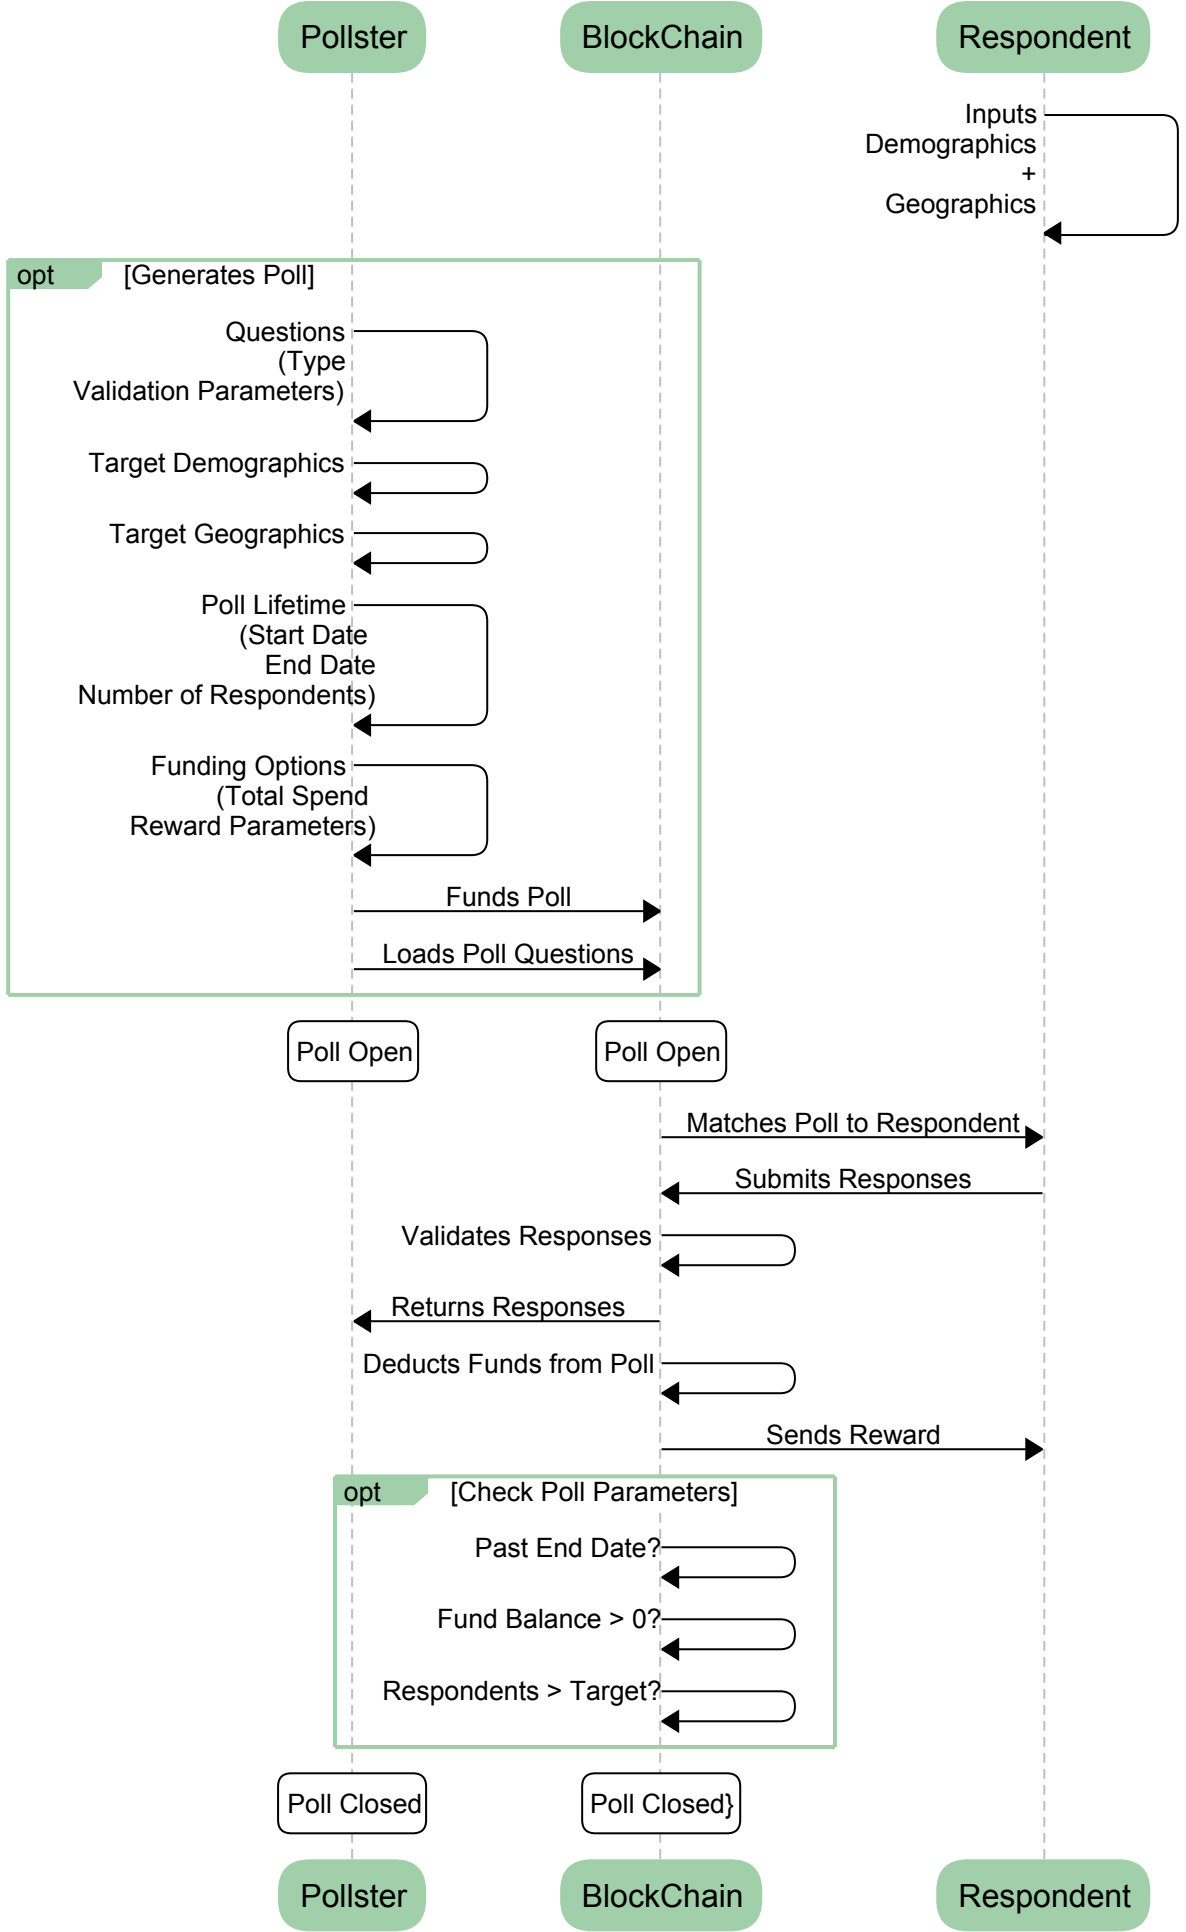 Pollster
BlockChain
Respondent
Inputs
Demographics
+
Geographics
opt
[Generates Poll]
Questions
(Type
Validation Parameters)
Target Demographics
Target Geographics
Poll Lifetime
(Start Date
End Date
Number of Respondents)
Funding Options
(Total Spend
Reward Parameters)
Funds Poll
Loads Poll Questions
Poll Open
Poll Open
Matches Poll to Respondent
Submits Responses
Validates Responses
Returns Responses
Deducts Funds from Poll
Sends Reward
opt
[Check Poll Parameters]
Past End Date?
Fund Balance > 0?
Respondents > Target?
Poll Closed
Poll Closed}
Pollster
BlockChain
Respondent